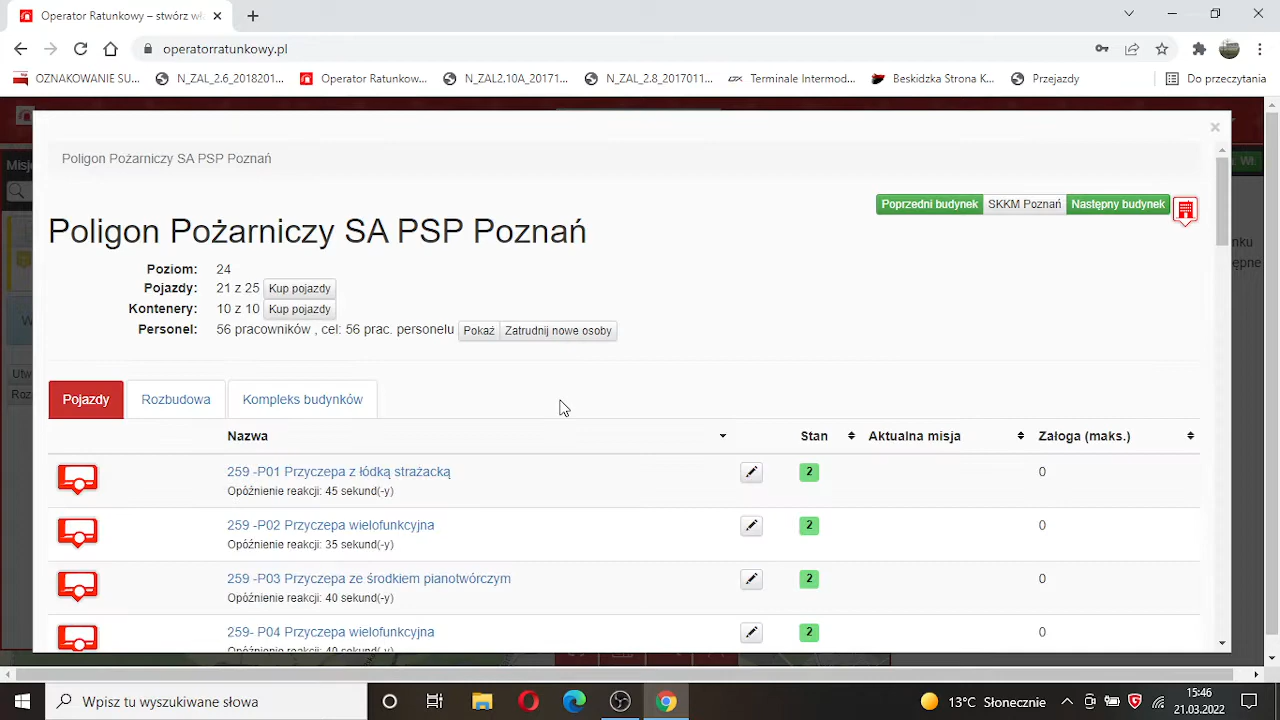 Operator Ratunkowy – stwórz wł
operatorratunkowy.pl
OZNAKOWANIE SU...
N_ZAL_2.6_2018201...
Operator Ratunkow...
N_ZAL2.10A_20171...
N_ZAL_2.8_2017011...
Terminale Intermod...
Beskidzka Strona K...
Przejazdy
Do przeczytania
Misje
Poligon Pożarniczy SA PSP Poznań
Poprzedni budynek SKKM Poznań Następny budynek
Poligon Pożarniczy SA PSP Poznań
Poziom: 24
Pojazdy: 21 z 25 Kup pojazdy
Kontenery: 10 z 10 Kup pojazdy
Personel: 56 pracowników , cel: 56 prac. personelu Pokaż Zatrudnij nowe osoby
Pojazdy Rozbudowa Kompleks budynków
Nazwa Stan Aktualna misja Załoga (maks.)
259 -P01 Przyczepa z łódką strażacką 2 0
Opóźnienie reakcji: 45 sekund(-y)
259 -P02 Przyczepa wielofunkcyjna 2 0
Opóźnienie reakcji: 35 sekund(-y)
259 -P03 Przyczepa ze środkiem pianotwórczym 2 0
Opóźnienie reakcji: 40 sekund(-y)
259- P04 Przyczepa wielofunkcyjna 2 0
Opóźnienie reakcji: 40 sekund(-y)
Wpisz tu wyszukiwane słowa
13°C Słonecznie
15:46
21.03.2022